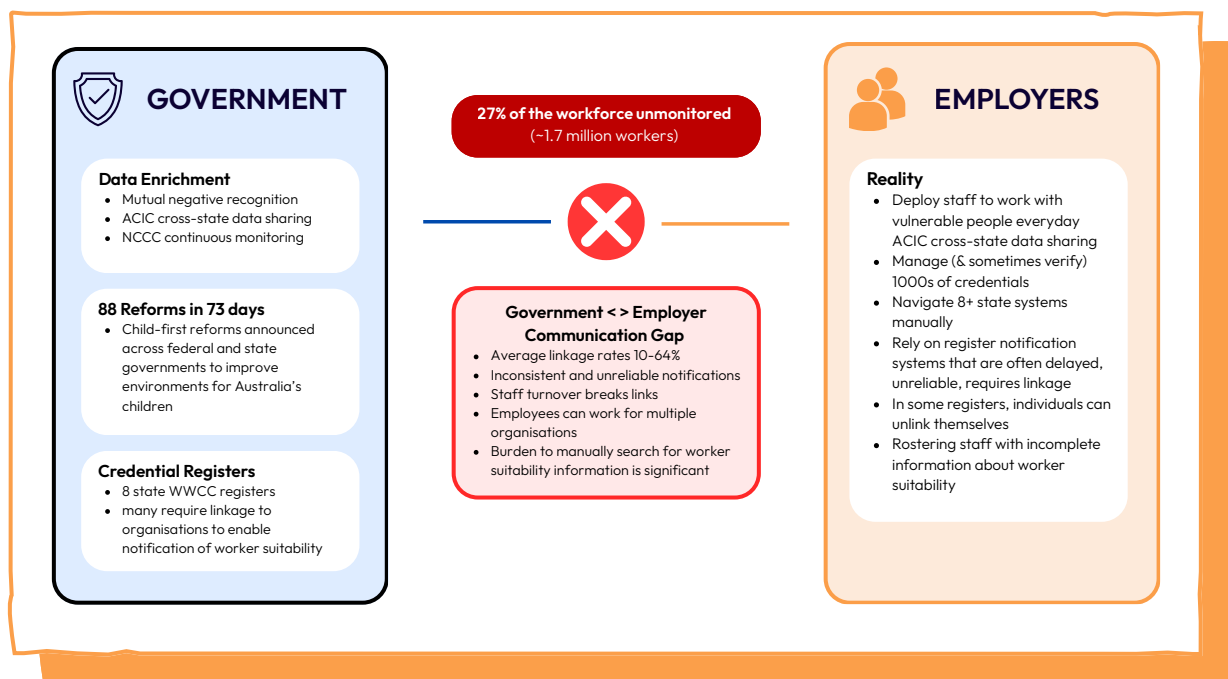 GOVERNMENT
Data Enrichment
• Mutual negative recognition
• ACIC cross-state data sharing
• NCCC continuous monitoring
88 Reforms in 73 days
• Child-first reforms announced
across federal and state
governments to improve
environments for Australia's
children
Credential Registers
• 8 state WWCC registers
• many require linkage to
organisations to enable
notification of worker suitability
27% of the workforce unmonitored
(~1.7 million workers)
Government < > Employer
Communication Gap
• Average linkage rates 10-64%
• Inconsistent and unreliable notifications
• Staff turnover breaks links
• Employees can work for multiple
organisations
• Burden to manually search for worker
suitability information is significant
EMPLOYERS
Reality
• Deploy staff to work with
vulnerable people everyday
ACIC cross-state data sharing
• Manage (& sometimes verify)
1000s of credentials
• Navigate 8+ state systems
manually
• Rely on register notification
systems that are often delayed,
unreliable, requires linkage
• In some registers, individuals can
unlink themselves
• Rostering staff with incomplete
information about worker
suitability